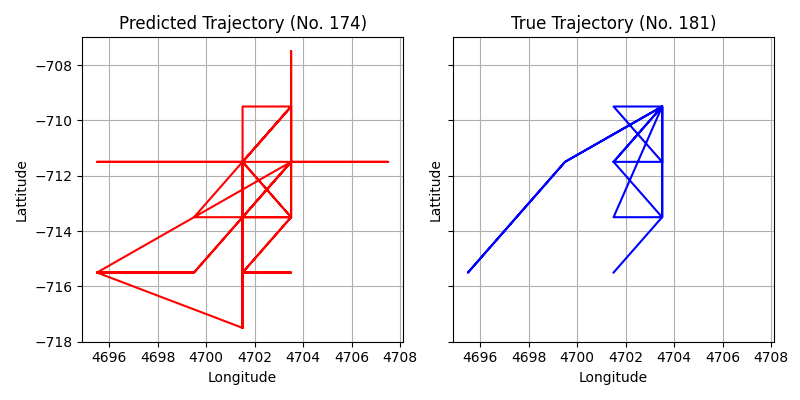 Predicted Trajectory (No. 174)
True Trajectory (No. 181)
−708
−710
−712
−714
−716
−718
Lattitude
Lattitude
4696 4698 4700 4702 4704 4706 4708
4696 4698 4700 4702 4704 4706 4708
Longitude
Longitude